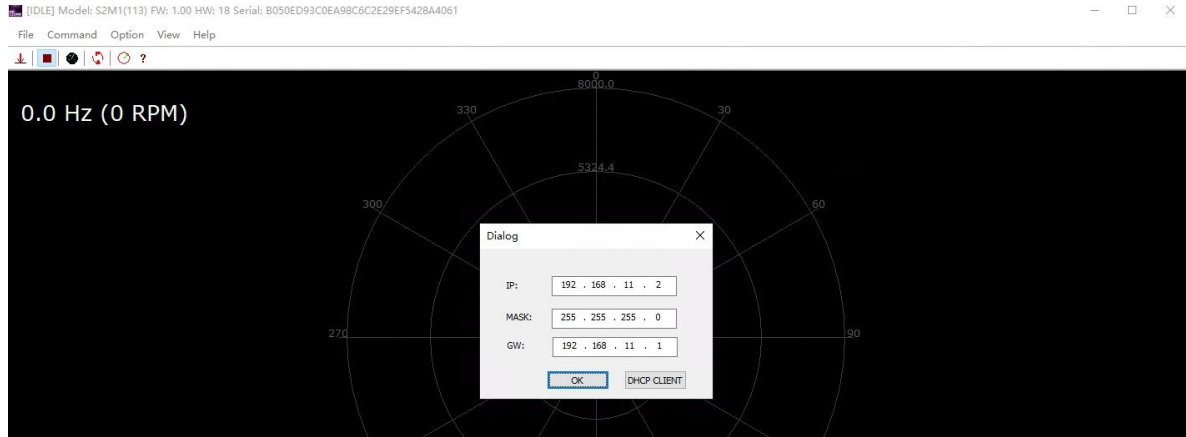 [IDLE] Model: S2M1(113) FW: 1.00 HW: 18 Serial: B050ED93C0EA98C6C2E29EF5428A4061
File Command Option View Help
?
0.0 Hz (0 RPM)
0
8000.0
330 30
5324.4
300 60
Dialog
IP: 192 . 168 . 11 . 2
MASK: 255 . 255 . 255 . 0
270 90
GW: 192 . 168 . 11 . 1
OK DHCP CLIENT